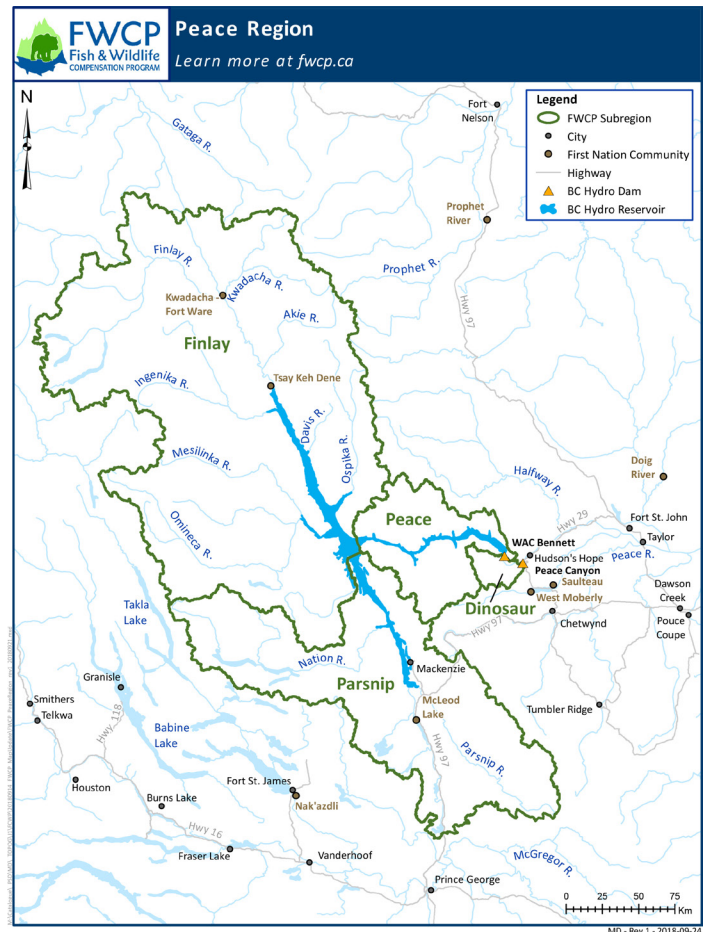 FWCP
Fish & Wildlife
COMPENSATION PROGRAM
Peace Region
Learn more at fwcp.ca
N
Legend
FWCP Subregion
City
First Nation Community
Highway
BC Hydro Dam
BC Hydro Reservoir
Fort
Nelson
Gataga R.
Prophet
River
Finlay R.
Prophet R.
Kwadacha R.
Kwadacha
Fort Ware
Akie R.
Hwy 97
Finlay
Ingenika R.
Tsay Keh Dene
Davis R.
Ospika R.
Mesilinka R.
Doig
River
Halfway R.
Omineca R.
Peace
Hwy 29
Fort St. John
Taylor
WAC Bennett
Hudson's Hope
Peace R.
Peace Canyon
Saulteau
West Moberly
Dawson
Creek
Dinosaur
Chetwynd
Pouce
Coupe
Takla
Lake
Hwy 97
Nation R.
Mackenzie
Granisle
Parsnip
Smithers
Telkwa
Hwy. 118
McLeod
Lake
Tumbler Ridge
Babine
Lake
Parsnip R.
Hwy 97
Houston
Fort St. James
Burns Lake
Nak'azdli
Hwy 16
Fraser Lake
Vanderhoof
McGregor R.
Prince George
0 25 50 75
Km
MD - Rev 1 - 2018-09-24